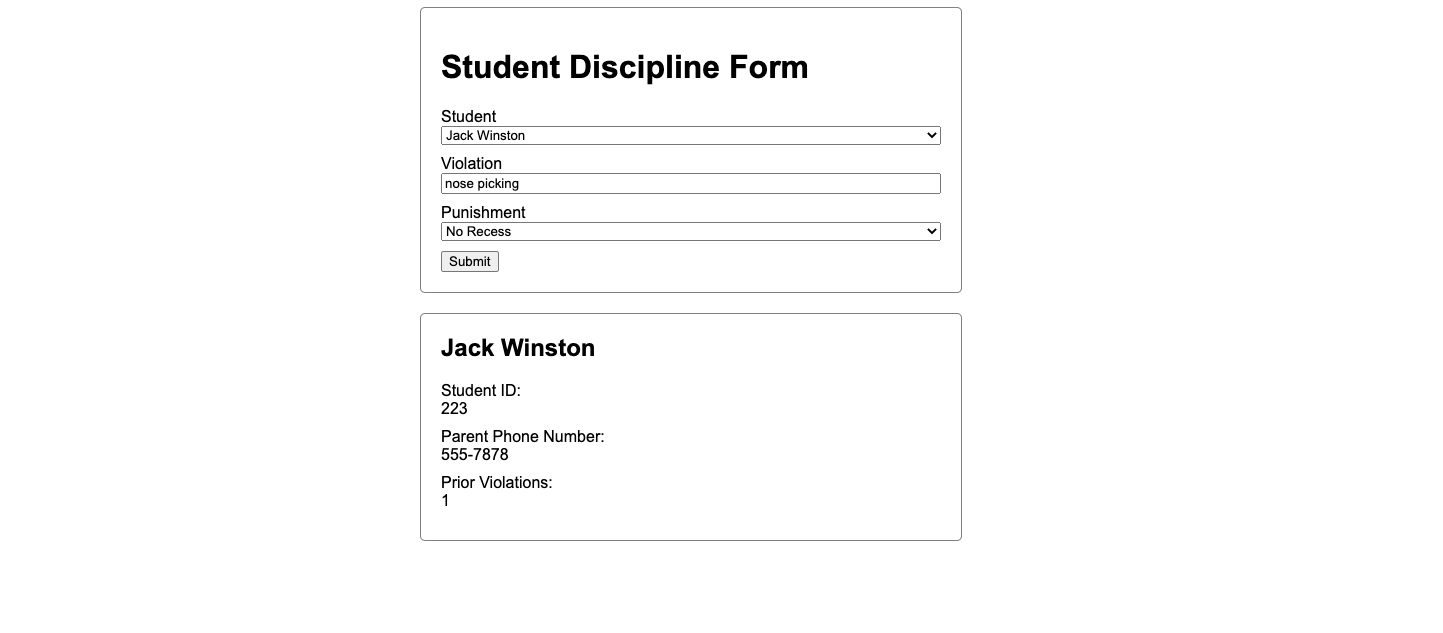 Student Discipline Form
Student
Jack Winston
Violation
nose picking
Punishment
No Recess
Submit
Jack Winston
Student ID:
223
Parent Phone Number:
555-7878
Prior Violations:
1